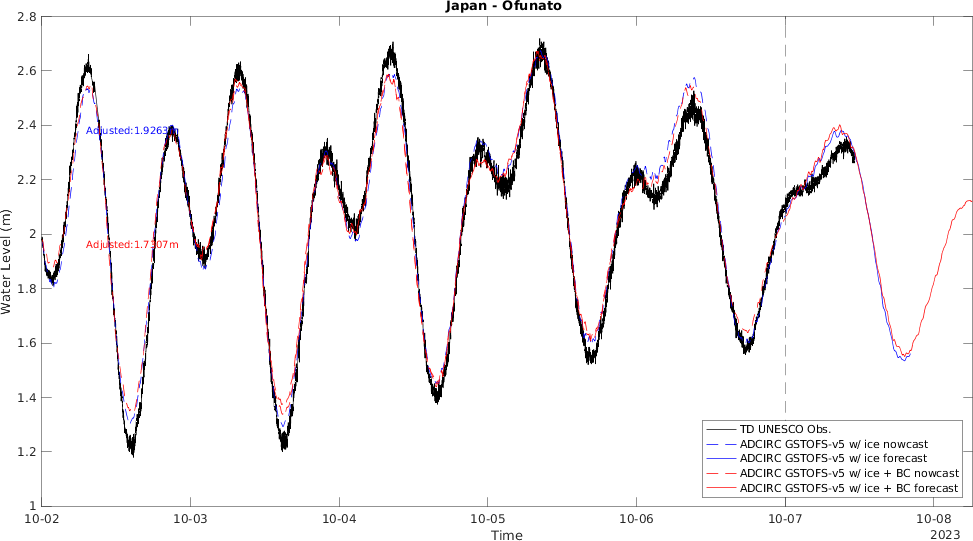 Japan - Ofunato
2.8
2.6
2.4
2.2
2
1.8
1.6
1.4
1.2
1
Water Level (m)
Adjusted:1.9263m
Adjusted:1.7307m
TD UNESCO Obs.
ADCIRC GSTOFS-v5 w/ ice nowcast
ADCIRC GSTOFS-v5 w/ ice forecast
ADCIRC GSTOFS-v5 w/ ice + BC nowcast
ADCIRC GSTOFS-v5 w/ ice + BC forecast
10-02 10-03 10-04 10-05 10-06 10-07 10-08
Time
2023